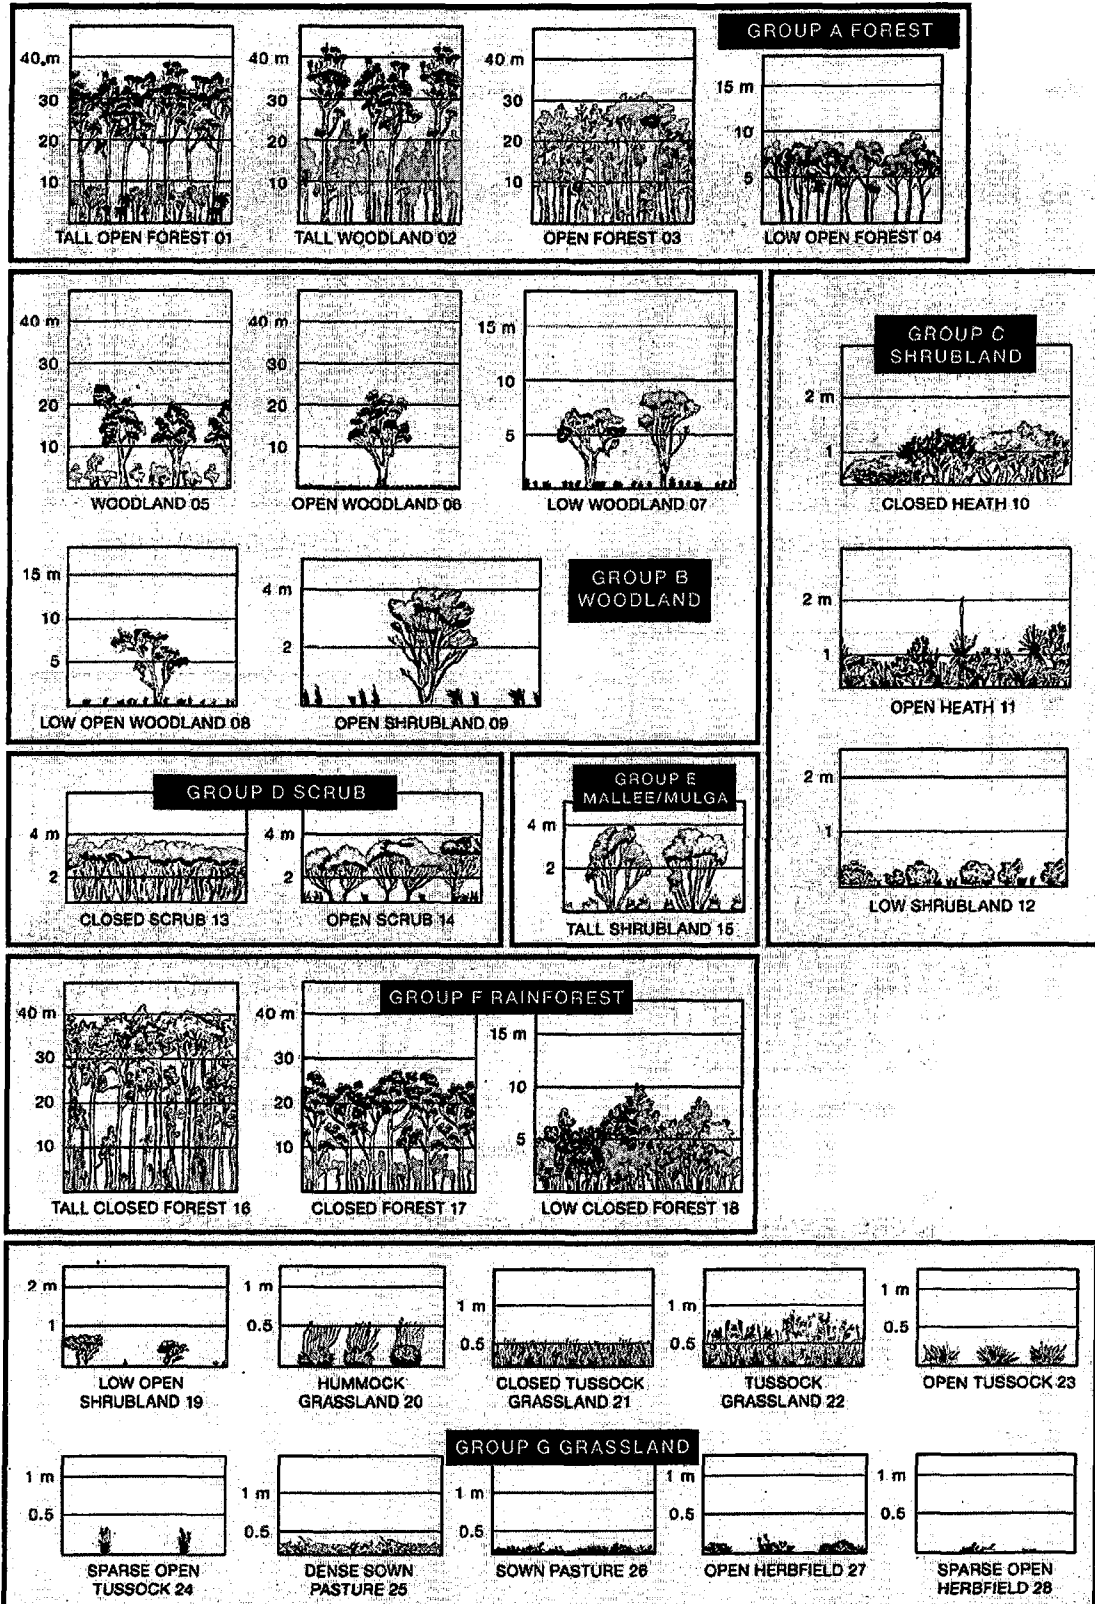 GROUP A FOREST
40 m
30
20
10
TALL OPEN FOREST 01
40 m
30
20
10
TALL WOODLAND 02
40 m
30
20
10
OPEN FOREST 03
15 m
10
5
LOW OPEN FOREST 04
40 m
30
20
10
WOODLAND 05
40 m
30
20
10
OPEN WOODLAND 06
15 m
10
5
LOW WOODLAND 07
15 m
10
5
LOW OPEN WOODLAND 08
4 m
2
OPEN SHRUBLAND 09
GROUP B
WOODLAND
GROUP C
SHRUBLAND
2 m
1
CLOSED HEATH 10
2 m
1
OPEN HEATH 11
2 m
1
LOW SHRUBLAND 12
GROUP D SCRUB
4 m
2
CLOSED SCRUB 13
4 m
2
OPEN SCRUB 14
GROUP E
MALLEE/MULGA
4 m
2
TALL SHRUBLAND 15
GROUP F RAINFOREST
40 m
30
20
10
TALL CLOSED FOREST 16
40 m
30
20
10
CLOSED FOREST 17
15 m
10
5
LOW CLOSED FOREST 18
2 m
1
LOW OPEN
SHRUBLAND 19
1 m
0.5
HUMMOCK
GRASSLAND 20
1 m
0.5
CLOSED TUSSOCK
GRASSLAND 21
1 m
0.5
TUSSOCK
GRASSLAND 22
1 m
0.5
OPEN TUSSOCK 23
GROUP G GRASSLAND
1 m
0.5
SPARSE OPEN
TUSSOCK 24
1 m
0.5
DENSE SOWN
PASTURE 25
1 m
0.5
SOWN PASTURE 26
1 m
0.5
OPEN HERBFIELD 27
1 m
0.5
SPARSE OPEN
HERBFIELD 28